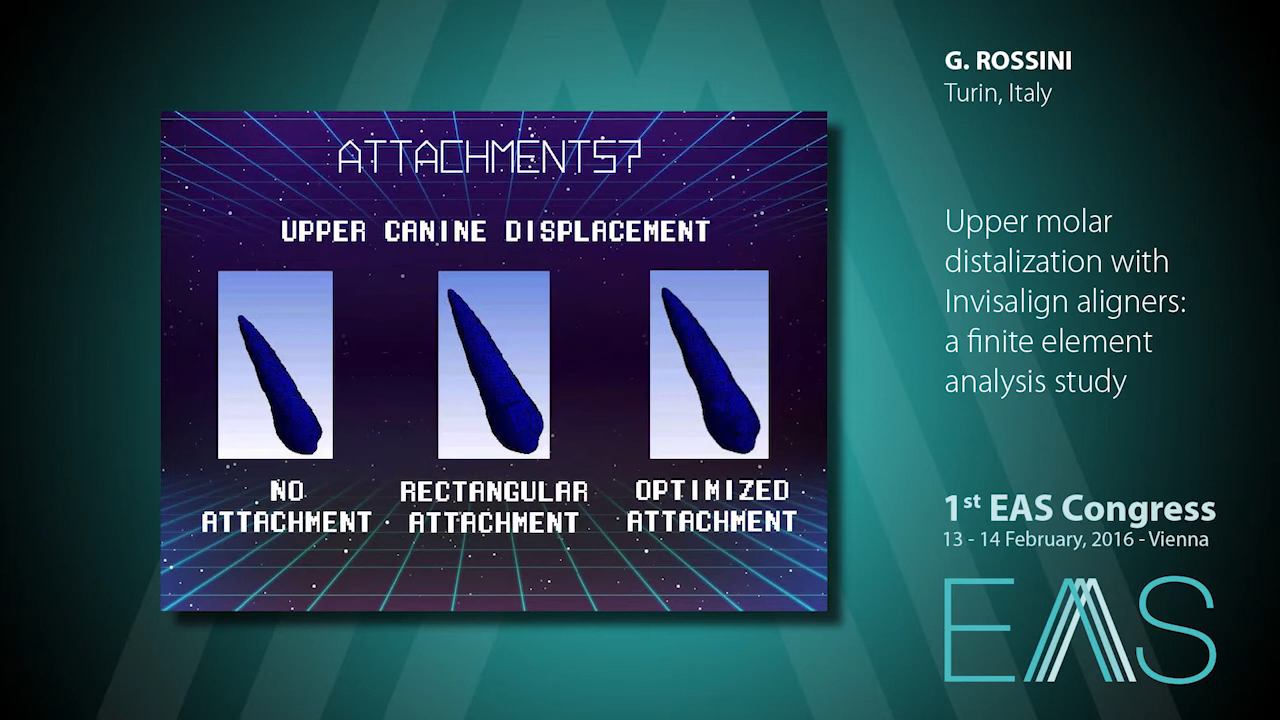 ATTACHMENTS?
UPPER CANINE DISPLACEMENT
NO
ATTACHMENT
RECTANGULAR
ATTACHMENT
OPTIMIZED
ATTACHMENT
G. ROSSINI
Turin, Italy
Upper molar
distalization with
Invisalign aligners:
a finite element
analysis study
1st EAS Congress
13 - 14 February, 2016 - Vienna
EAS